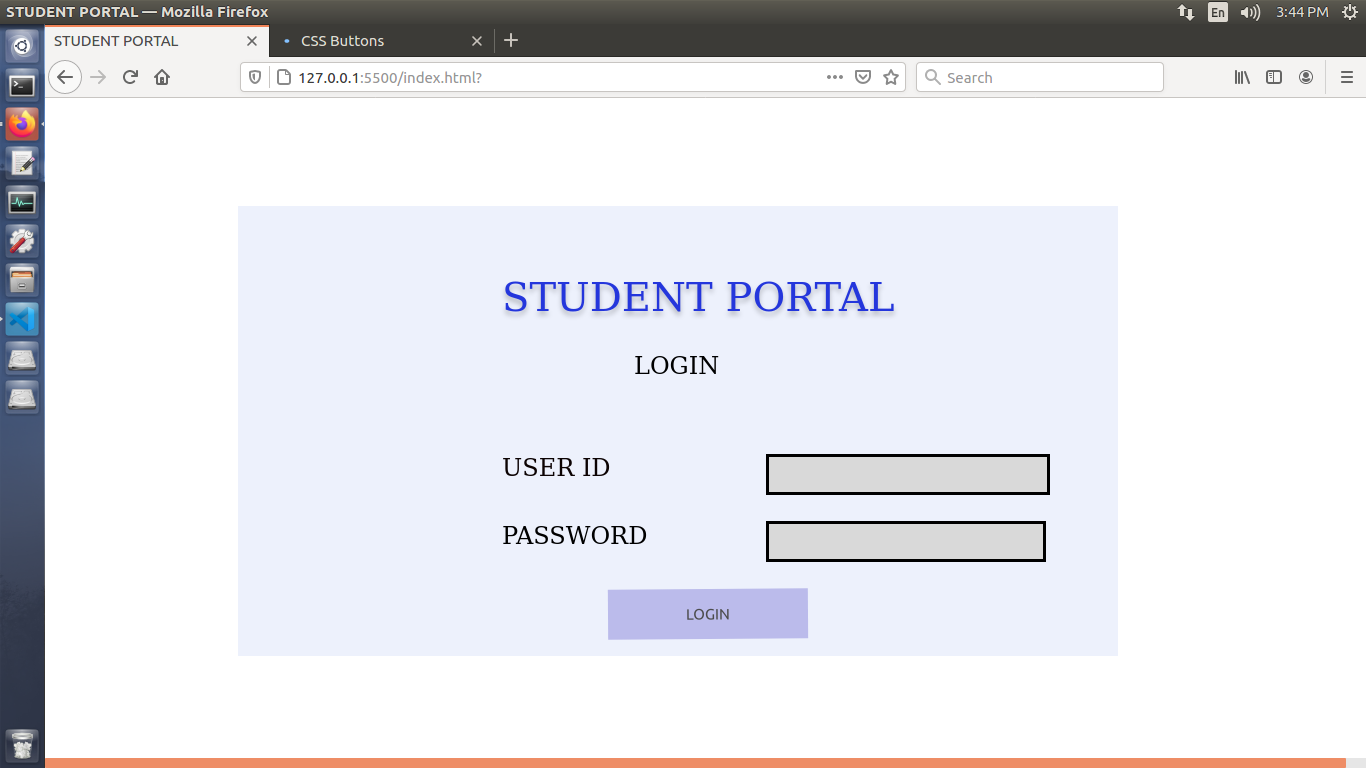 STUDENT PORTAL — Mozilla Firefox
En
3:44 PM
STUDENT PORTAL
CSS Buttons
127.0.0.1:5500/index.html?
Search
STUDENT PORTAL
LOGIN
USER ID
PASSWORD
LOGIN